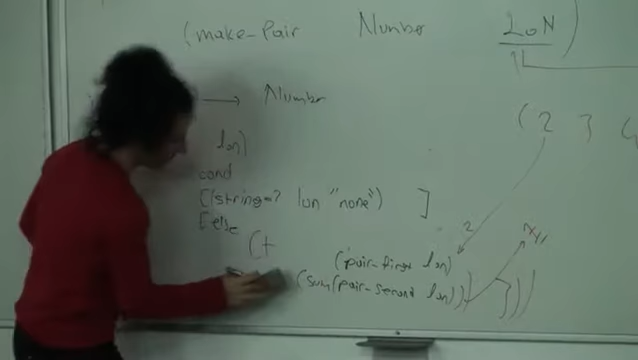 (make-Pair Number LoN)
→ Number
lon)
cond
[(string=? lon "none") ]
[else
(+
(pair-first lon)
(sum(pair-second lon))))
( 2 3
2